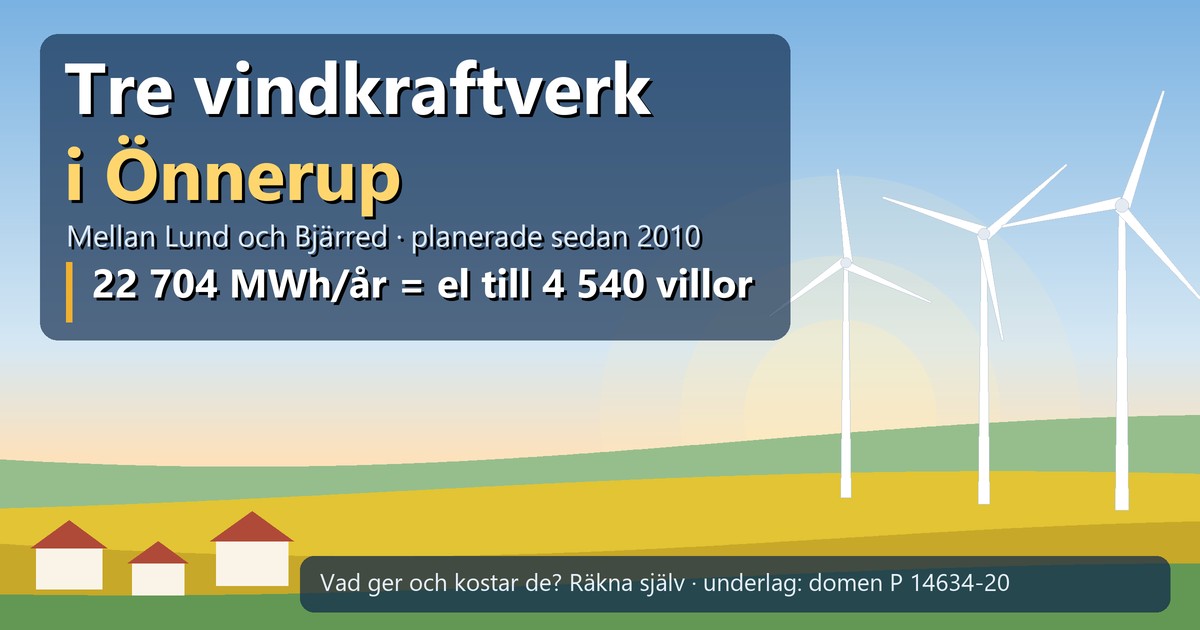 Tre vindkraftverk
i Önnerup
Mellan Lund och Bjärred · planerade sedan 2010
22 704 MWh/år = el till 4 540 villor
Vad ger och kostar de? Räkna själv · underlag: domen P 14634-20